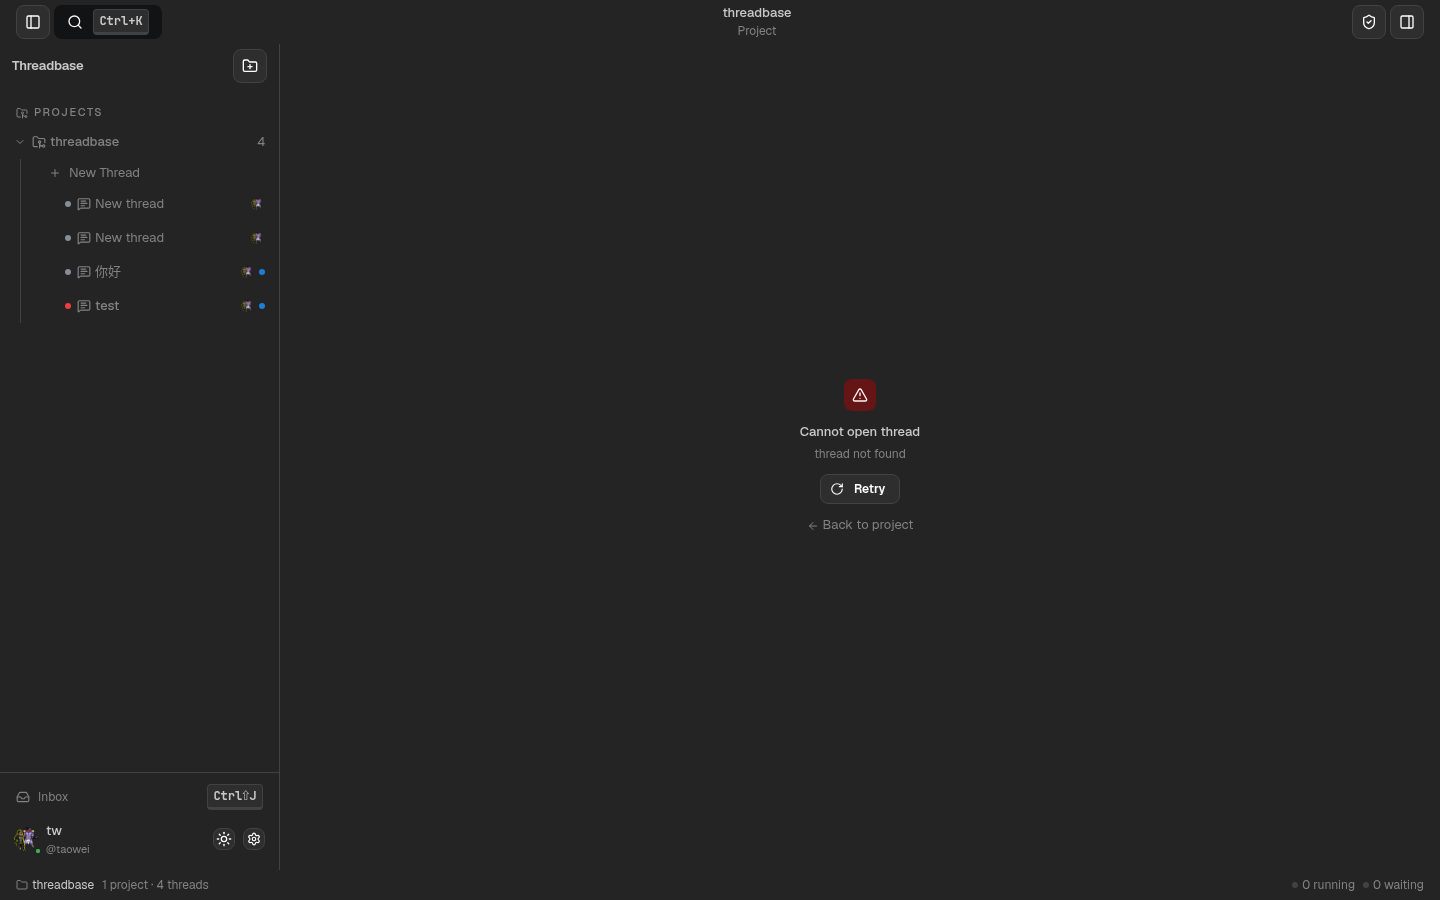 Ctrl+K
threadbase
Project
Threadbase
PROJECTS
threadbase 4
New Thread
New thread
New thread
你好
test
Cannot open thread
thread not found
Retry
← Back to project
Inbox Ctrl⇧J
tw
@taowei
threadbase 1 project · 4 threads
0 running 0 waiting